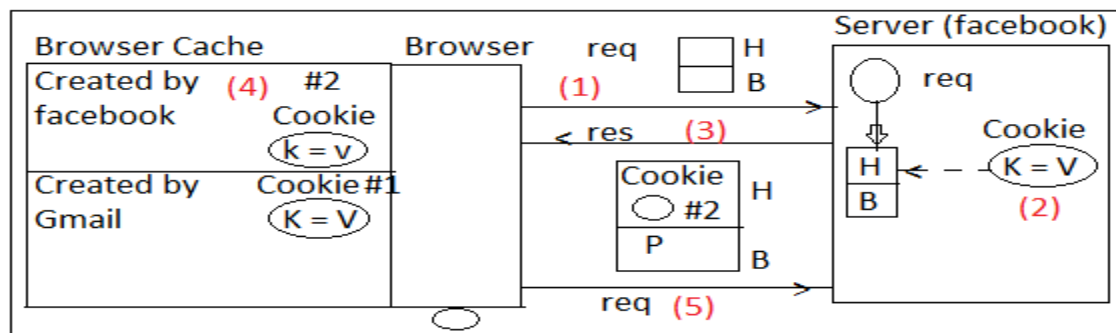 Browser Cache
Created by (4) #2
facebook Cookie
k = v
Created by Cookie #1
Gmail K = V
Browser
req H
(1) B
< res (3)
Cookie H
#2
P
B
req (5)
Server (facebook)
req
Cookie
H K = V
B (2)